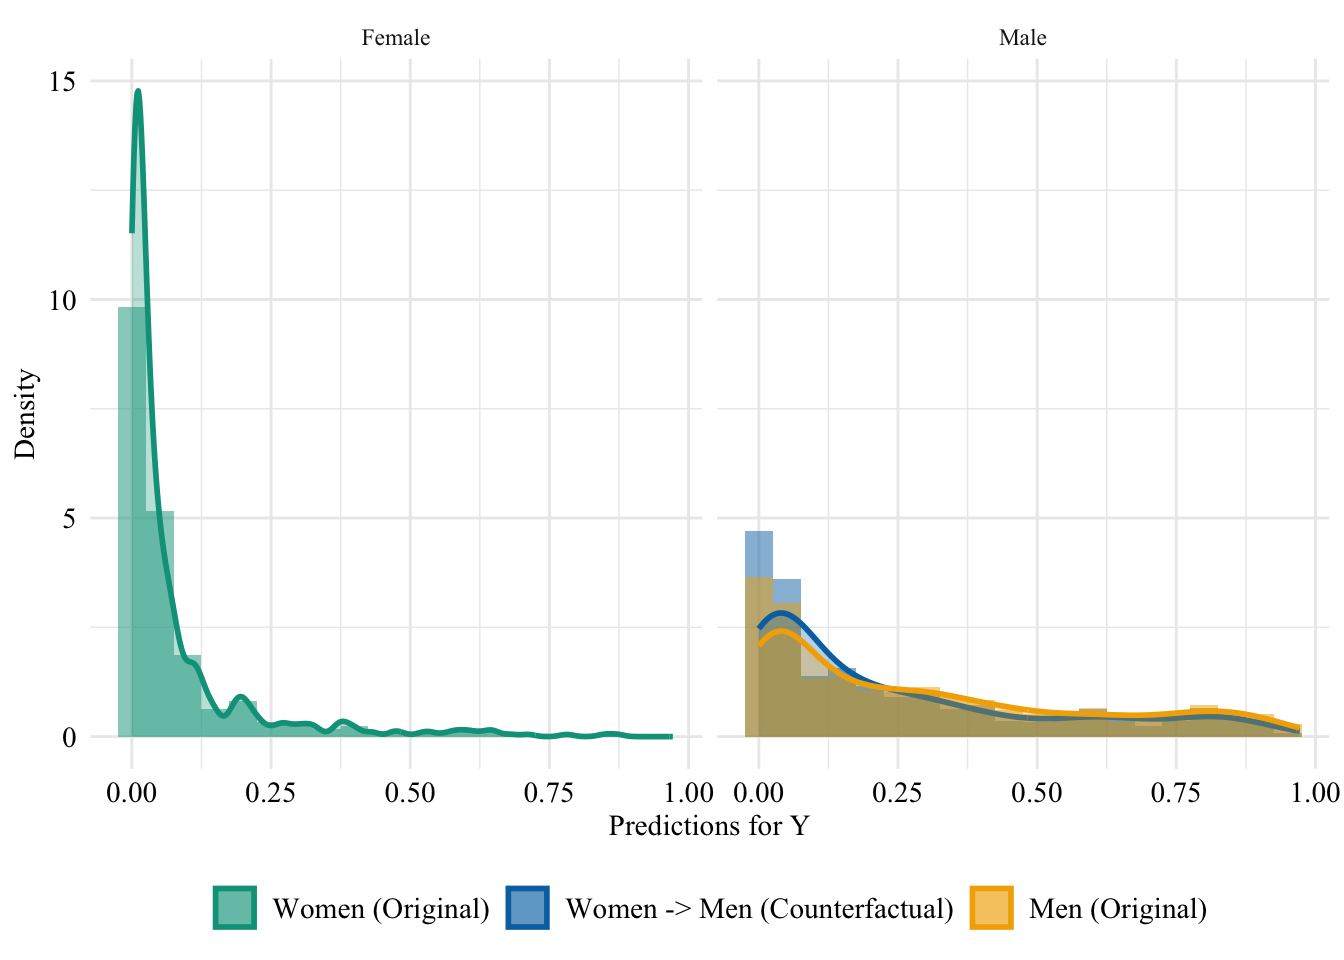 Female
Male
15
10
5
0
Density
0.00 0.25 0.50 0.75 1.00
0.00 0.25 0.50 0.75 1.00
Predictions for Y
Women (Original)
Women -> Men (Counterfactual)
Men (Original)